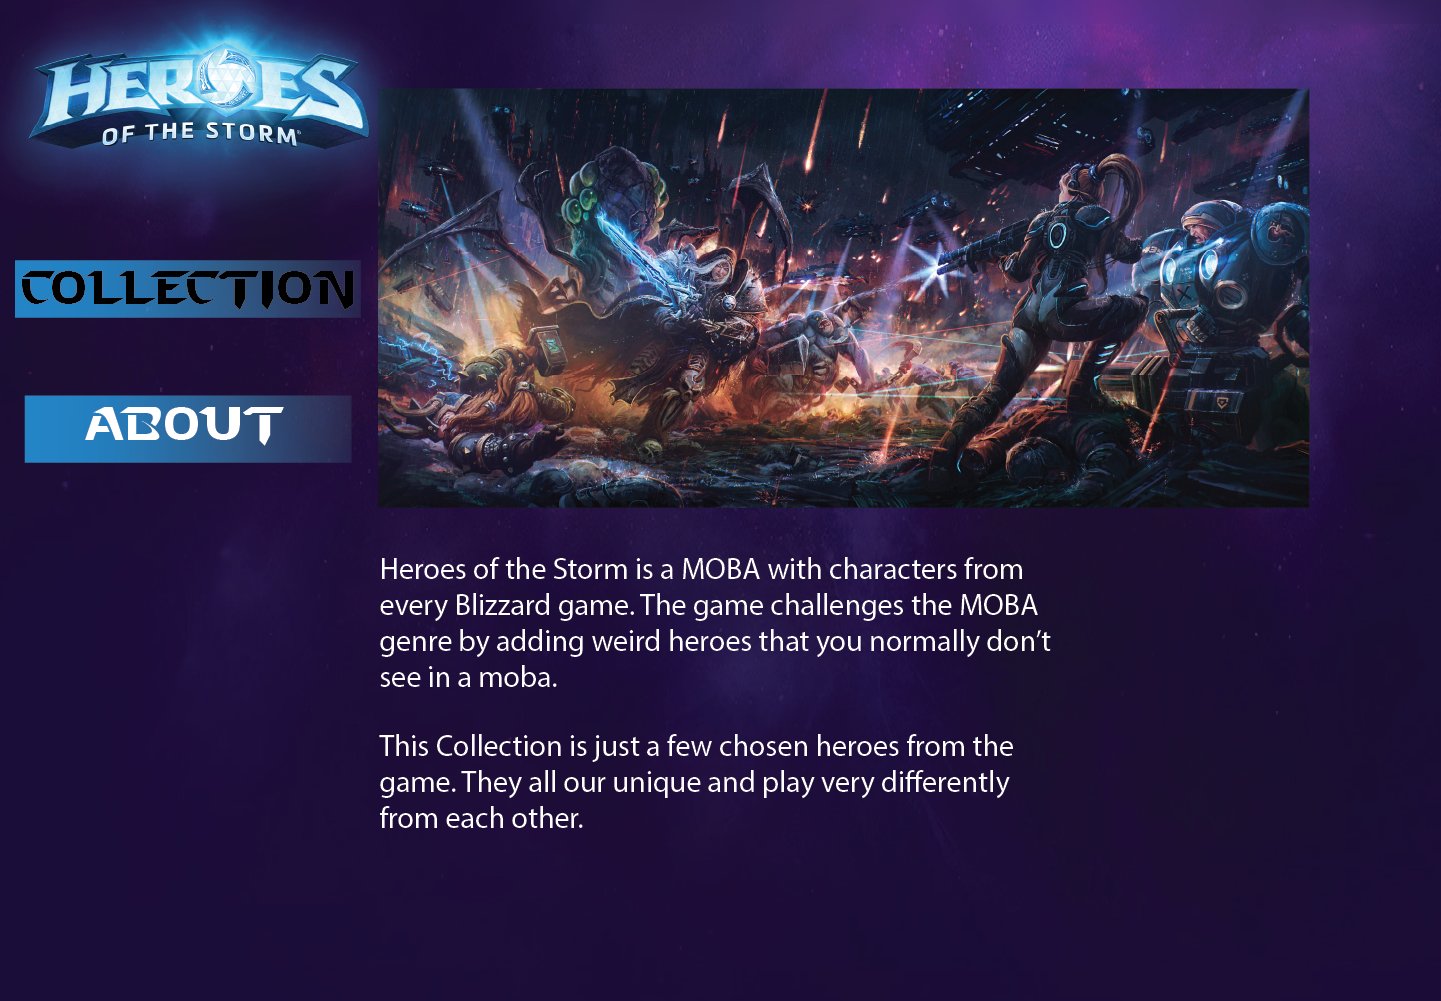 HEROES
OF THE STORM
COLLECTION
ABOUT
Heroes of the Storm is a MOBA with characters from
every Blizzard game. The game challenges the MOBA
genre by adding weird heroes that you normally don’t
see in a moba.
This Collection is just a few chosen heroes from the
game. They all our unique and play very differently
from each other.